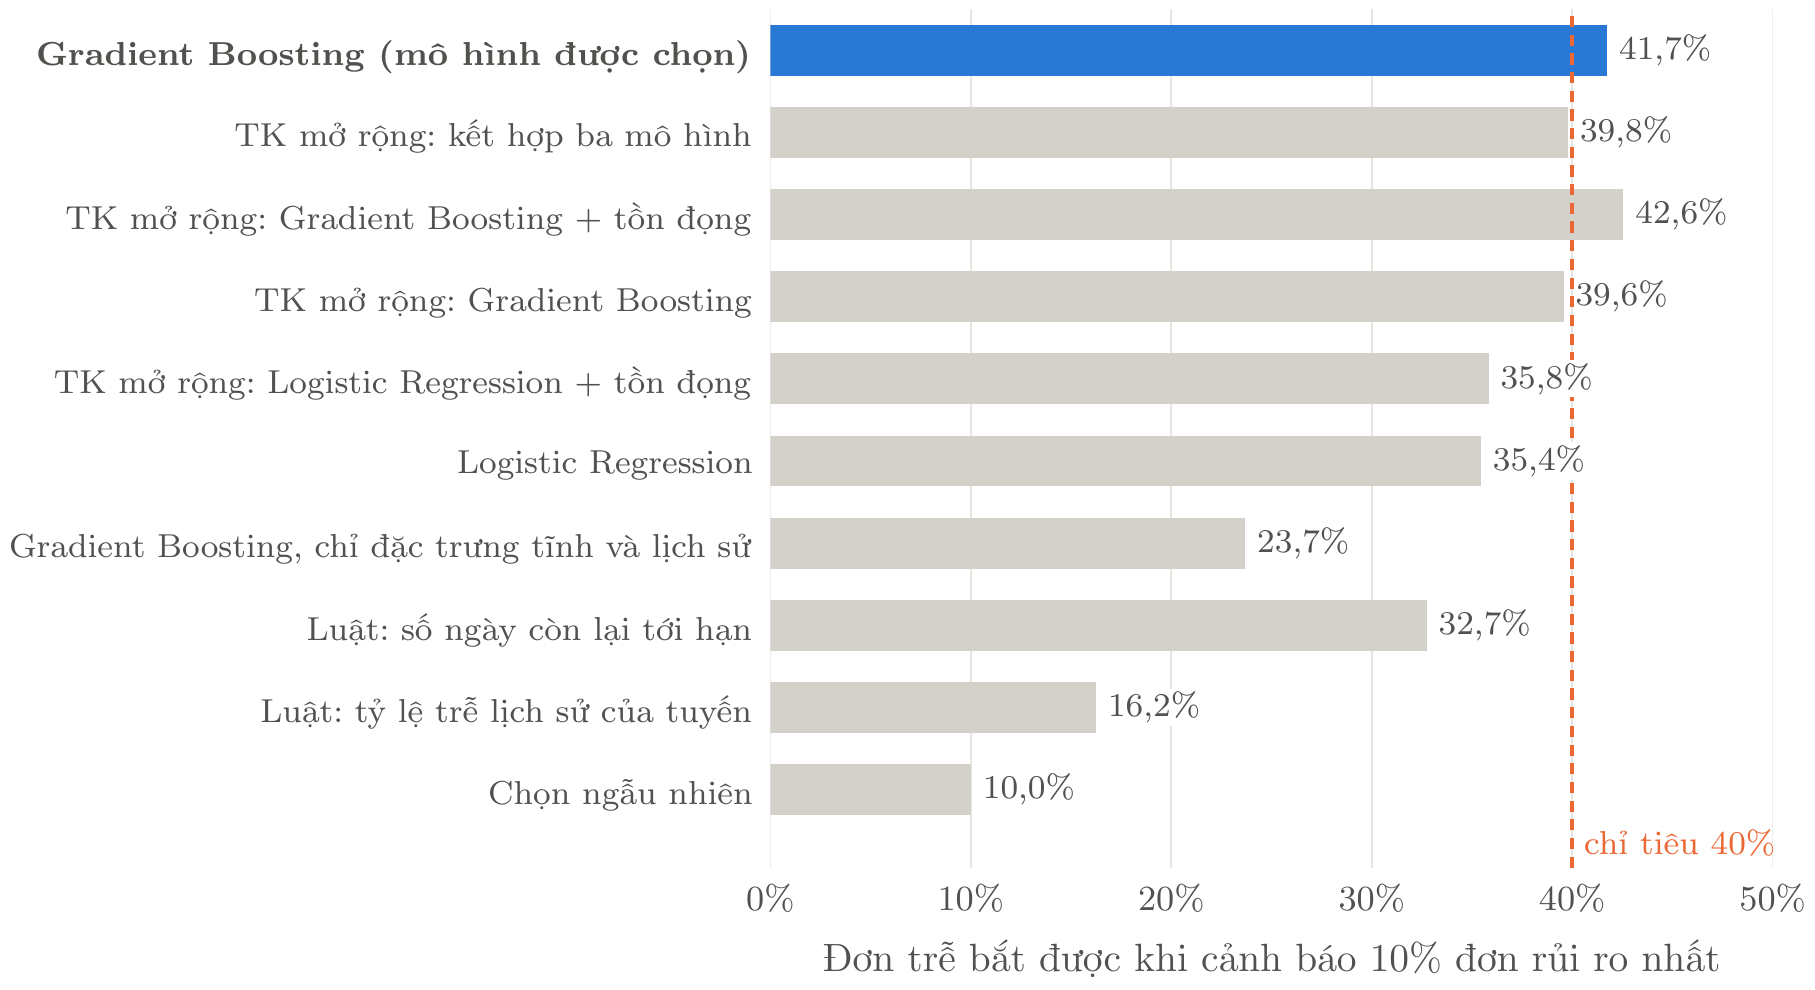 Gradient Boosting (mô hình được chọn) 41,7%
TK mở rộng: kết hợp ba mô hình 39,8%
TK mở rộng: Gradient Boosting + tồn đọng 42,6%
TK mở rộng: Gradient Boosting 39,6%
TK mở rộng: Logistic Regression + tồn đọng 35,8%
Logistic Regression 35,4%
Gradient Boosting, chỉ đặc trưng tĩnh và lịch sử 23,7%
Luật: số ngày còn lại tới hạn 32,7%
Luật: tỷ lệ trễ lịch sử của tuyến 16,2%
Chọn ngẫu nhiên 10,0%
chỉ tiêu 40%
0% 10% 20% 30% 40% 50%
Đơn trễ bắt được khi cảnh báo 10% đơn rủi ro nhất